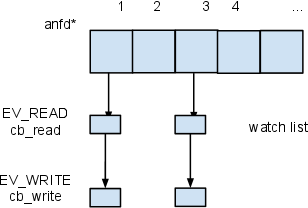 1 2 3 4 ...
anfd*
EV_READ
cb_read
watch list
EV_WRITE
cb_write